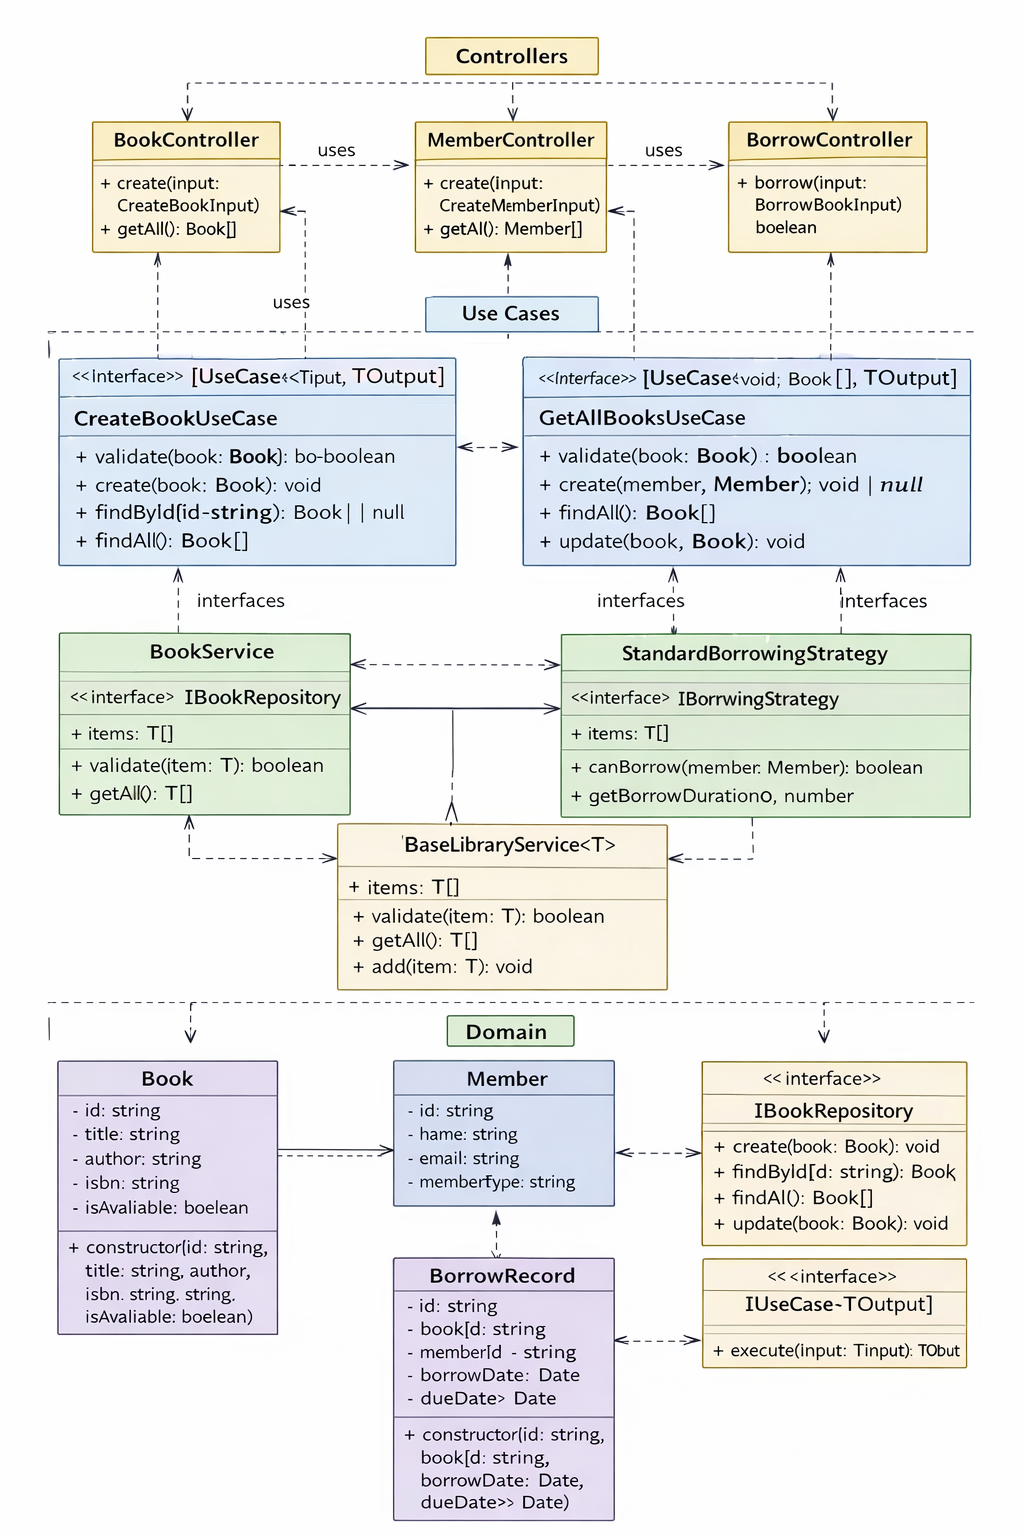 Controllers
BookController
+ create(input:
CreateBookInput)
+ getAll(): Book[]
uses
MemberController
+ create(input:
CreateMemberInput)
+ getAl(): Member[]
uses
BorrowController
+ borrow(input:
BorrowBookInput)
boelean
uses
Use Cases
<<Interface>> [UseCase<<Tiput, TOutput]
CreateBookUseCase
+ validate(book: Book): bo-boolean
+ create(book: Book): void
+ findById(id-string): Book | | null
+ findAll(): Book[]
<<Interface>> [UseCase<void; Book [], TOutput]
GetAllBooksUseCase
+ validate(book: Book) : boolean
+ create(member, Member); void | null
+ findAll(): Book[]
+ update(book, Book): void
interfaces
interfaces
interfaces
BookService
<<interface> IBookRepository
+ items: T[]
+ validate(item: T): boolean
+ getAll(): T[]
StandardBorrowingStrategy
<<interface> IBorrwingStrategy
+ items: T[]
+ canBorrow(member: Member): boolean
+ getBorrowDurationo, number
BaseLibraryService<T>
+ items: T[]
+ validate(item: T): boolean
+ getAll(): T[]
+ add(item: T): void
Domain
Book
- id: string
- title: string
- author: string
- isbn: string
- isAvaliable: boelean
+ constructor(id: string,
title: string, author,
isbn. string. string.
isAvaliable: boelean)
Member
- id: string
- hame: string
- email: string
- memberType: string
<< interface>>
IBookRepository
+ create(book: Book): void
+ findById[d: string): Book
+ findAl(): Book[]
+ update(book: Book): void
BorrowRecord
- id: string
- book[d: string
- member[d - string
- borrowDate: Date
- dueDate> Date
+ constructor(id: string,
book[d: string,
borrowDate: Date,
dueDate>> Date)
<< <interface>>
IUseCase-TOutput]
+ execute(input: Tinput): TObut